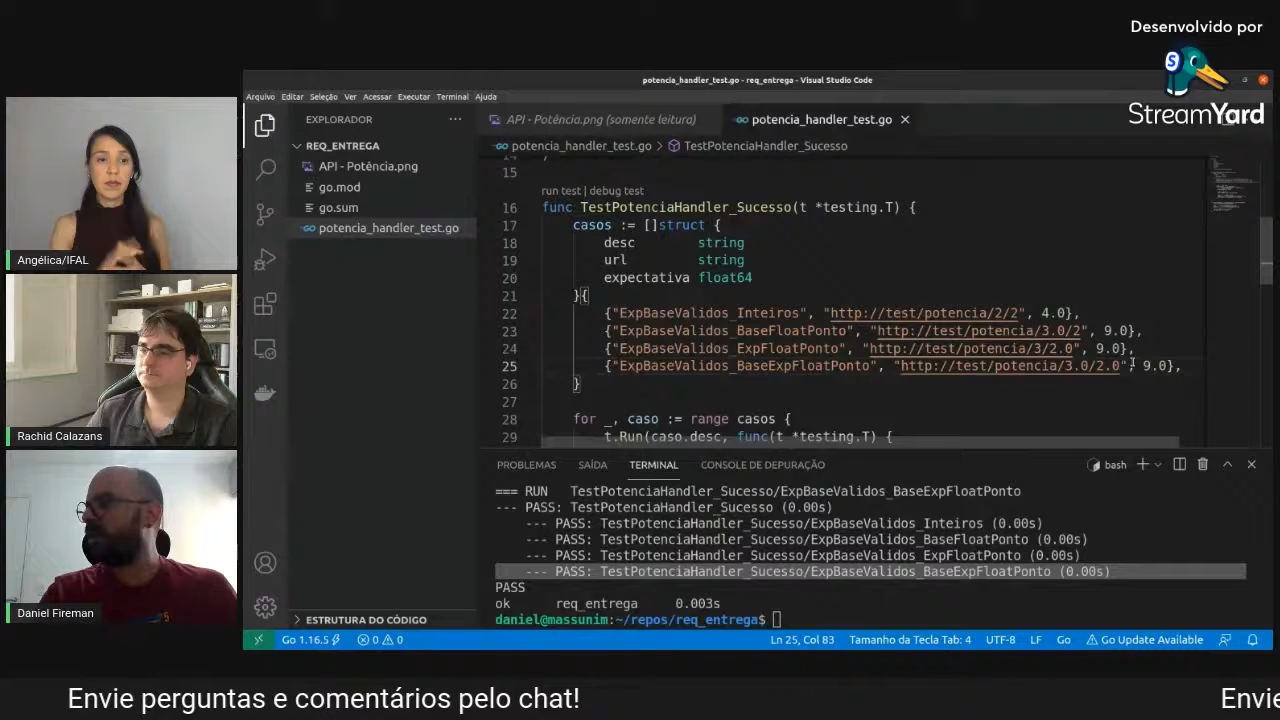 Desenvolvido por
S
StreamYard
potencia_handler_test.go - req_entrega - Visual Studio Code
Arquivo Editar Seleção Ver Acessar Executar Terminal Ajuda
EXPLORADOR
REQ_ENTREGA
API - Potência.png
go.mod
go.sum
potencia_handler_test.go
ESTRUTURA DO CÓDIGO
API - Potência.png (somente leitura)
potencia_handler_test.go
potencia_handler_test.go > TestPotenciaHandler_Sucesso
15
run test | debug test
16 func TestPotenciaHandler_Sucesso(t *testing.T) {
17 casos := []struct {
18 desc string
19 url string
20 expectativa float64
21 }{
22 {"ExpBaseValidos_Inteiros", "http://test/potencia/2/2", 4.0},
23 {"ExpBaseValidos_BaseFloatPonto", "http://test/potencia/3.0/2", 9.0},
24 {"ExpBaseValidos_ExpFloatPonto", "http://test/potencia/3/2.0", 9.0},
25 {"ExpBaseValidos_BaseExpFloatPonto", "http://test/potencia/3.0/2.0", 9.0},
26 }
27
28 for _, caso := range casos {
29 t.Run(caso.desc, func(t *testing.T) {
PROBLEMAS SAÍDA TERMINAL CONSOLE DE DEPURAÇÃO bash
=== RUN TestPotenciaHandler_Sucesso/ExpBaseValidos_BaseExpFloatPonto
--- PASS: TestPotenciaHandler_Sucesso (0.00s)
--- PASS: TestPotenciaHandler_Sucesso/ExpBaseValidos_Inteiros (0.00s)
--- PASS: TestPotenciaHandler_Sucesso/ExpBaseValidos_BaseFloatPonto (0.00s)
--- PASS: TestPotenciaHandler_Sucesso/ExpBaseValidos_ExpFloatPonto (0.00s)
--- PASS: TestPotenciaHandler_Sucesso/ExpBaseValidos_BaseExpFloatPonto (0.00s)
PASS
ok req_entrega 0.003s
daniel@massunim:~/repos/req_entrega$
Go 1.16.5 0 0 Ln 25, Col 83 Tamanho da Tecla Tab: 4 UTF-8 LF Go Go Update Available
Angélica/IFAL
Rachid Calazans
Daniel Fireman
Envie perguntas e comentários pelo chat!
Envie